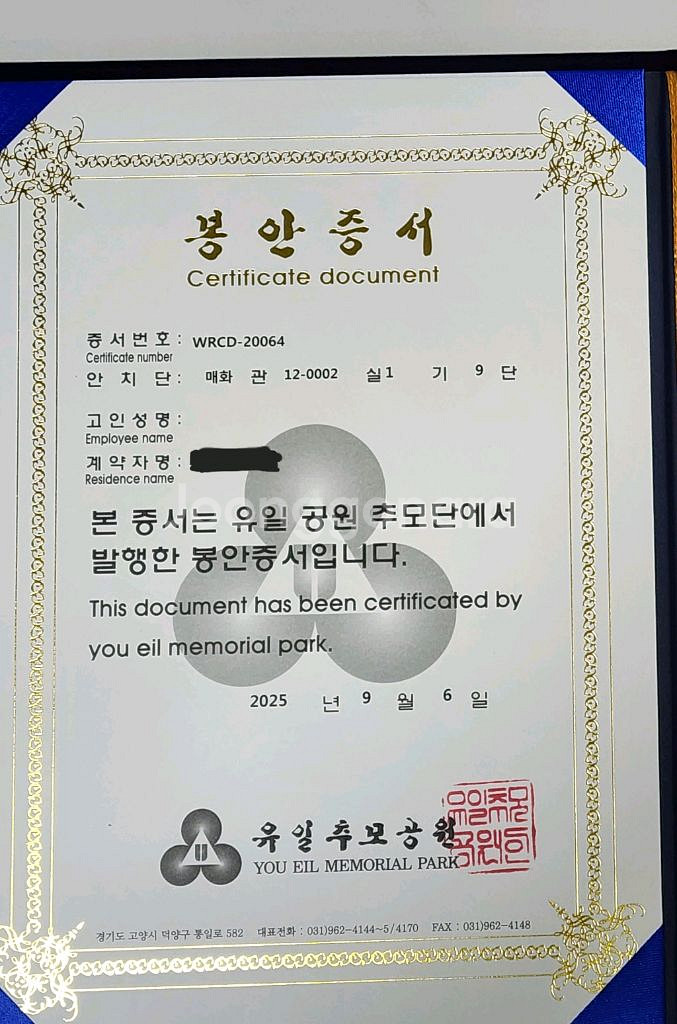 봉안증서
Certificate document
증서번호 : WRCD-20064
Certificate number
안 치 단 : 매화 관 12-0002 실1 기 9 단
고인성명 :
Employee name
계약자명 :
Residence name
본 증서는 유일 공원 추모단에서
발행한 봉안증서입니다.
This document has been certificated by
you eil memorial park.
2025 년 9 월 6 일
유일추모공원
YOU EIL MEMORIAL PARK
경기도 고양시 덕양구 통일로 582 대표전화 : 031)962-4144~5/4170 FAX : 031)962-4148